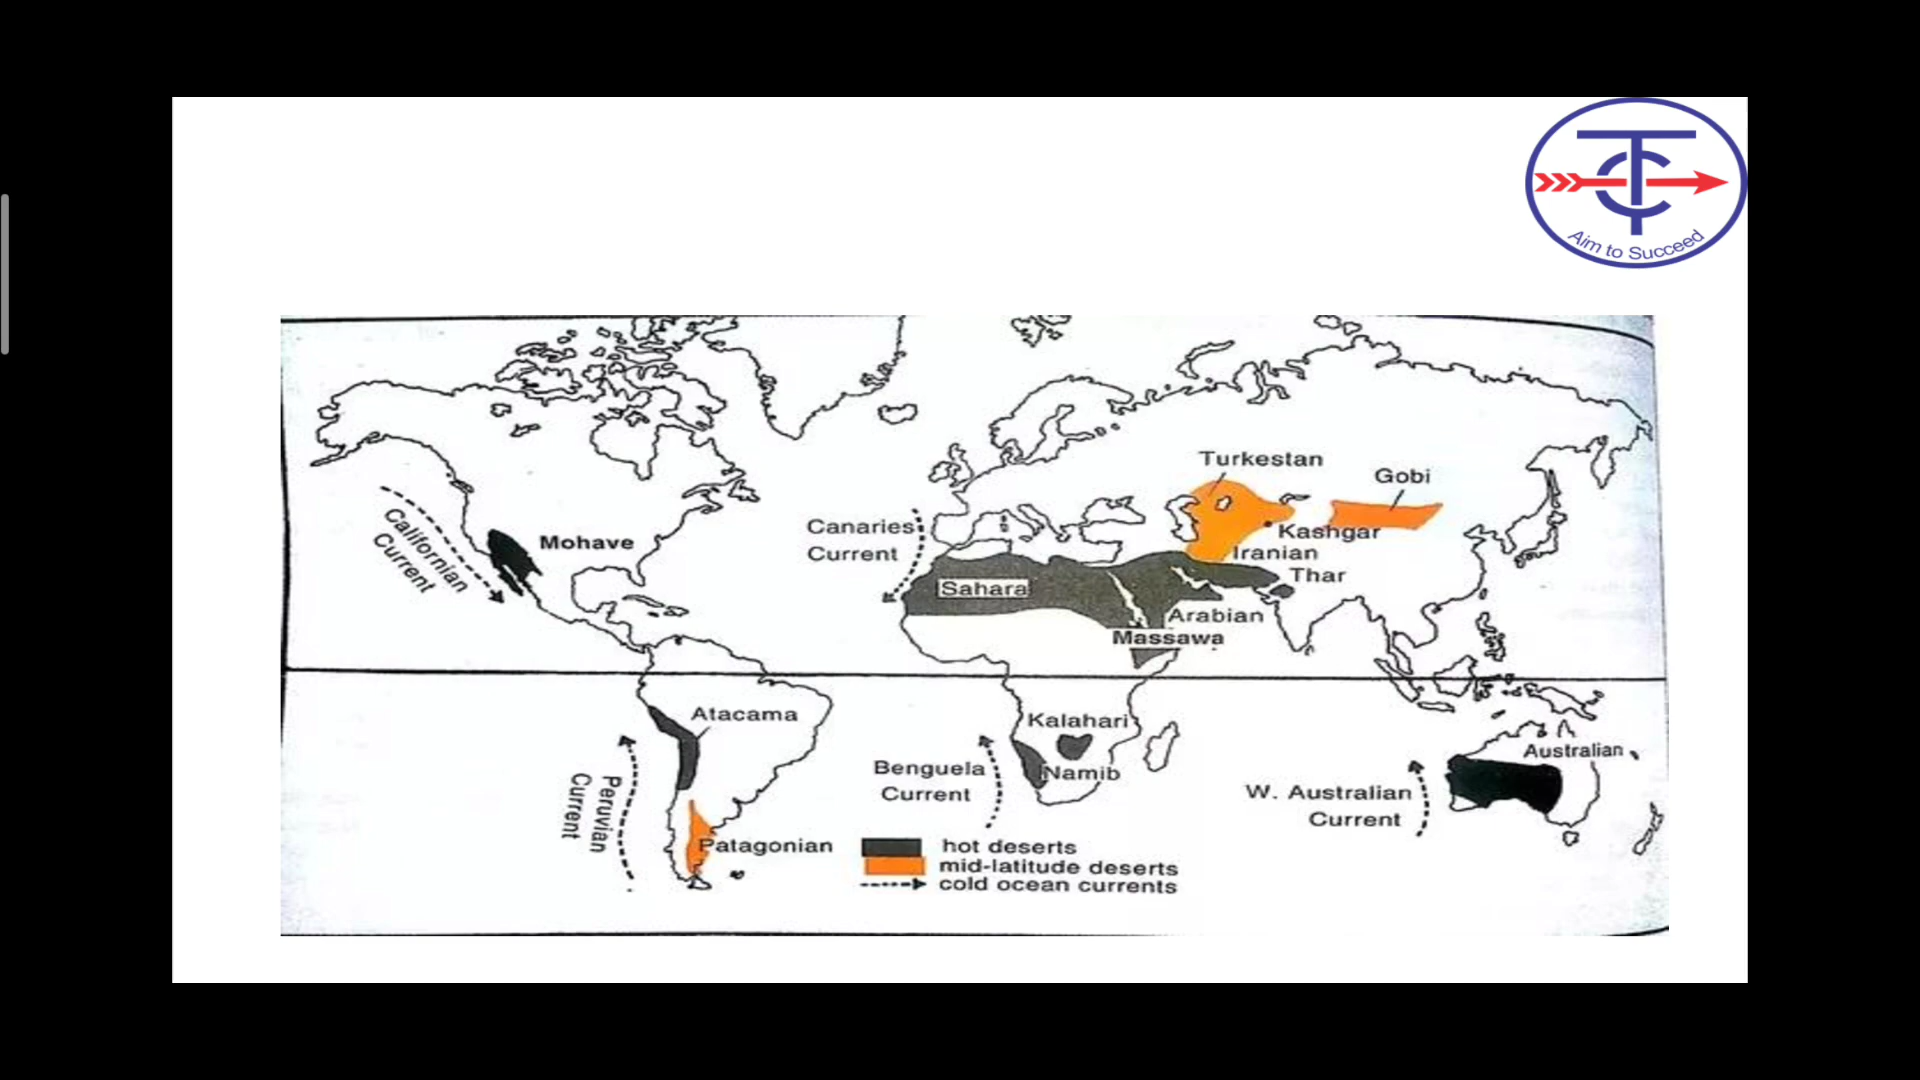 Aim to Succeed
Turkestan
Gobi
Californian
Current
Mohave
Canaries
Current
Kashgar
Iranian
Thar
Sahara
Arabian
Massawa
Atacama
Kalahari
Australian
Peruvian
Current
Benguela
Current
Namib
W. Australian
Current
Patagonian
hot deserts
mid-latitude deserts
cold ocean currents